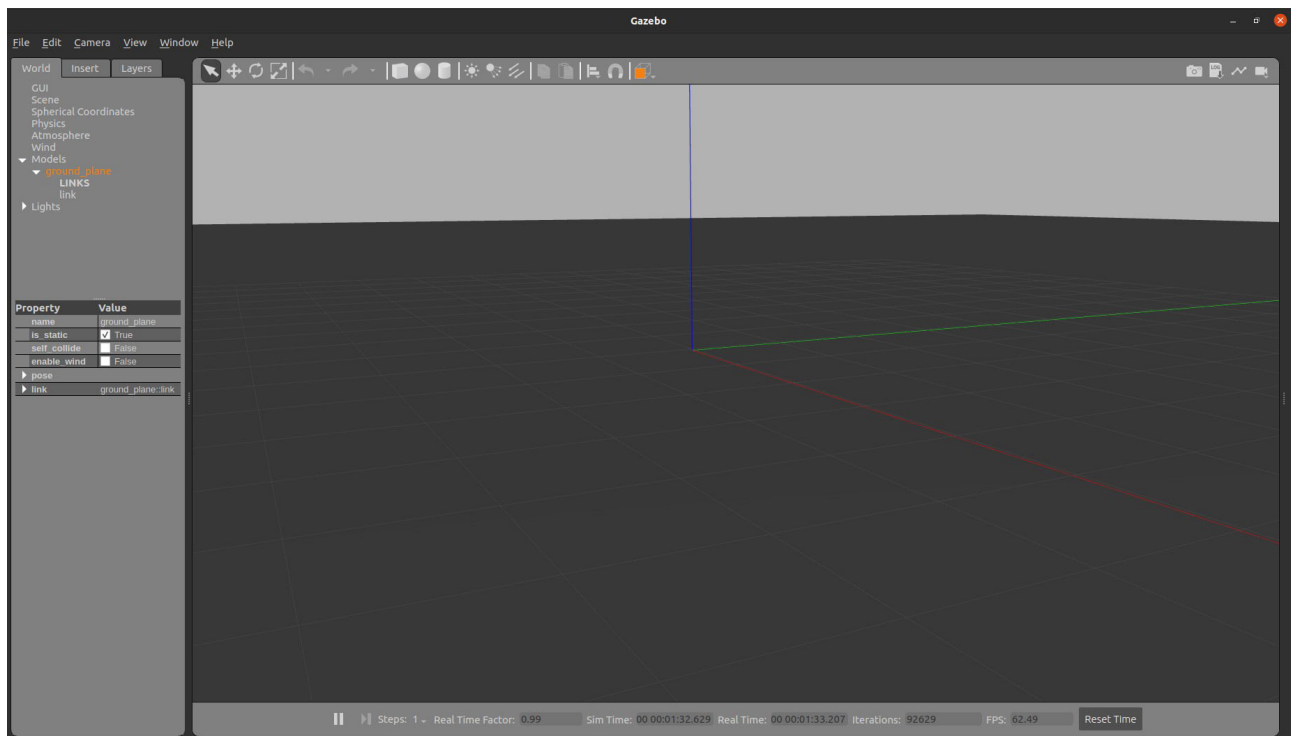 Gazebo
File Edit Camera View Window Help
World Insert Layers
GUI
Scene
Spherical Coordinates
Physics
Atmosphere
Wind
Models
ground_plane
LINKS
link
Lights
Property Value
name ground_plane
is_static True
self_collide False
enable_wind False
pose
link ground_plane::link
LOG
Steps: 1 Real Time Factor: 0.99 Sim Time: 00 00:01:32.629 Real Time: 00 00:01:33.207 Iterations: 92629 FPS: 62.49 Reset Time